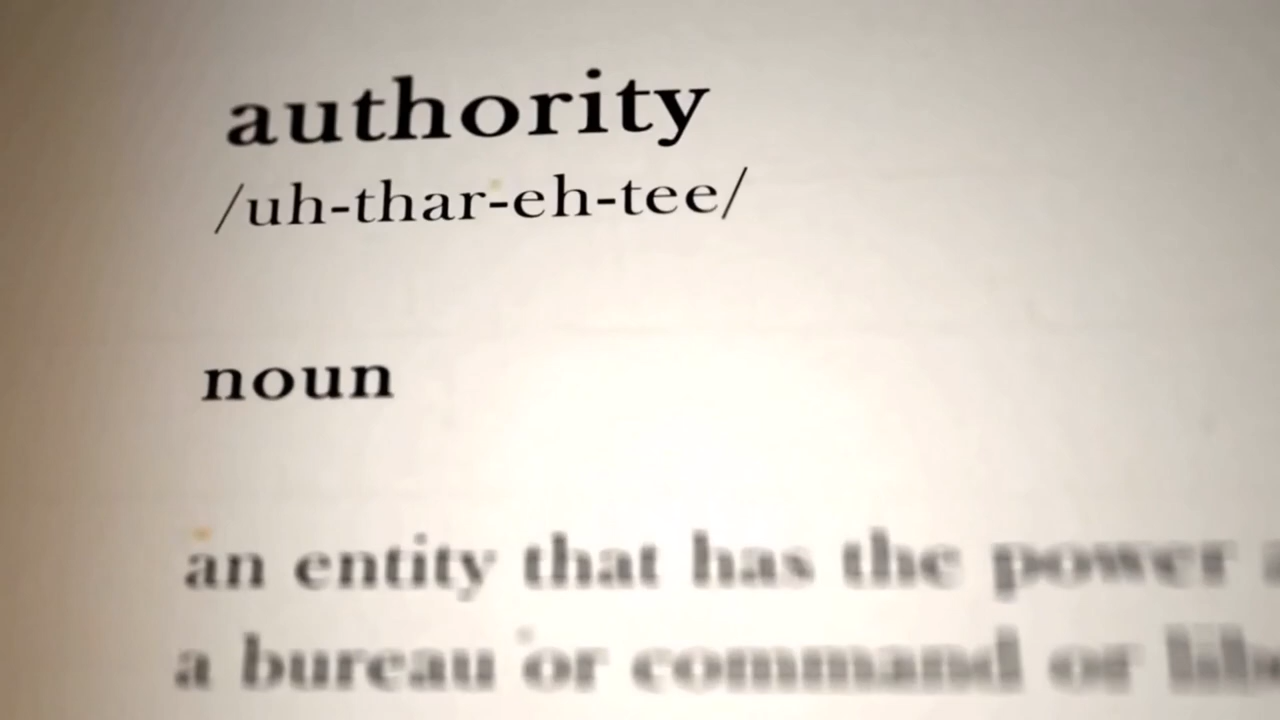 authority
/uh-thar-eh-tee/
noun
an entity that has the power
a bureau or command or